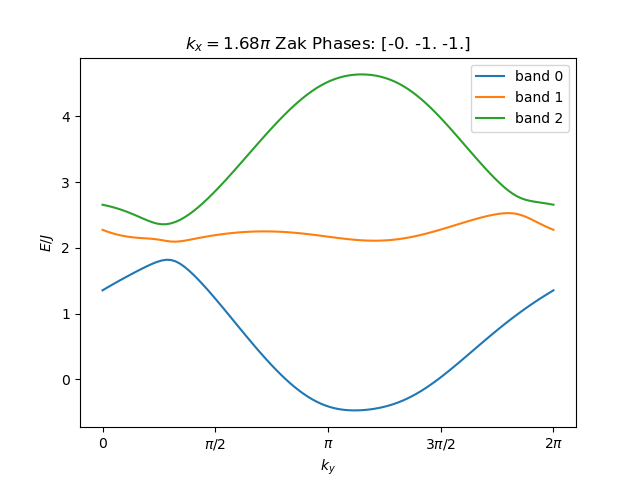 $k_x = 1.68\pi$ Zak Phases: [-0. -1. -1.]
band 0
band 1
band 2
4
3
2
1
0
E/J
0
π/2
π
3π/2
2π
$k_y$